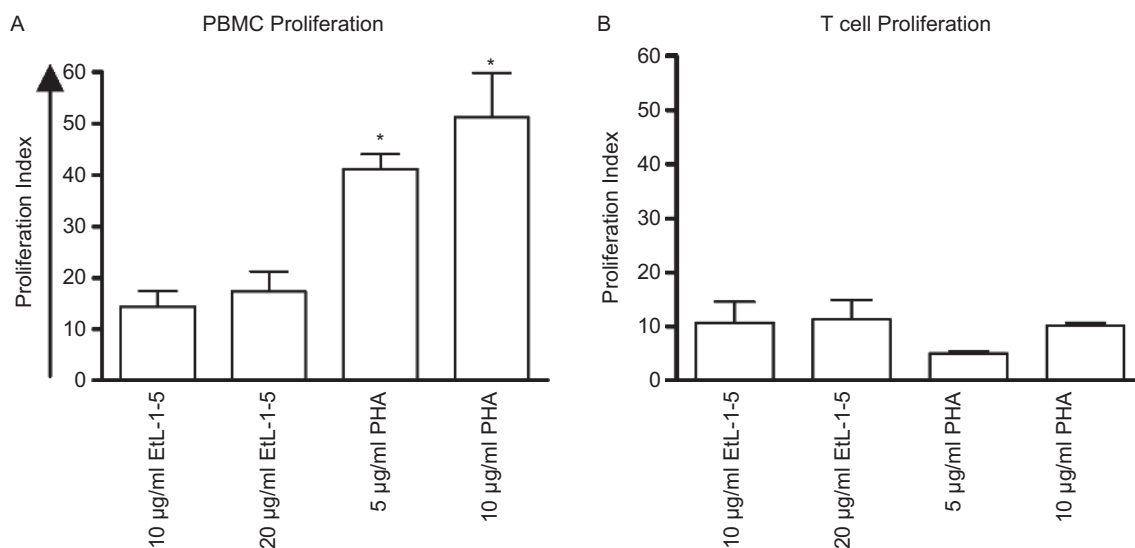 A
PBMC Proliferation
Proliferation Index
60
50
40
30
20
10
0
*
*
10 µg/ml EtL-1-5
20 µg/ml EtL-1-5
5 µg/ml PHA
10 µg/ml PHA
B
T cell Proliferation
Proliferation Index
60
50
40
30
20
10
0
10 µg/ml EtL-1-5
20 µg/ml EtL-1-5
5 µg/ml PHA
10 µg/ml PHA